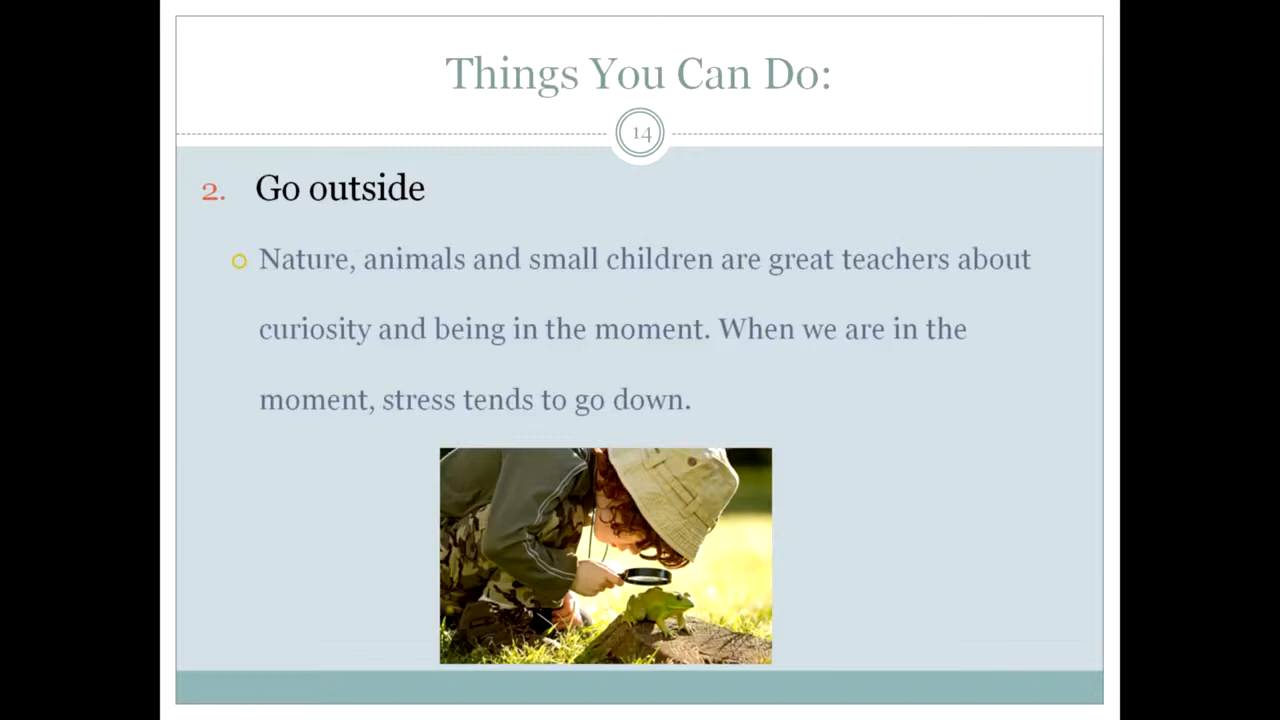 Things You Can Do:
14
2. Go outside
Nature, animals and small children are great teachers about
curiosity and being in the moment. When we are in the
moment, stress tends to go down.